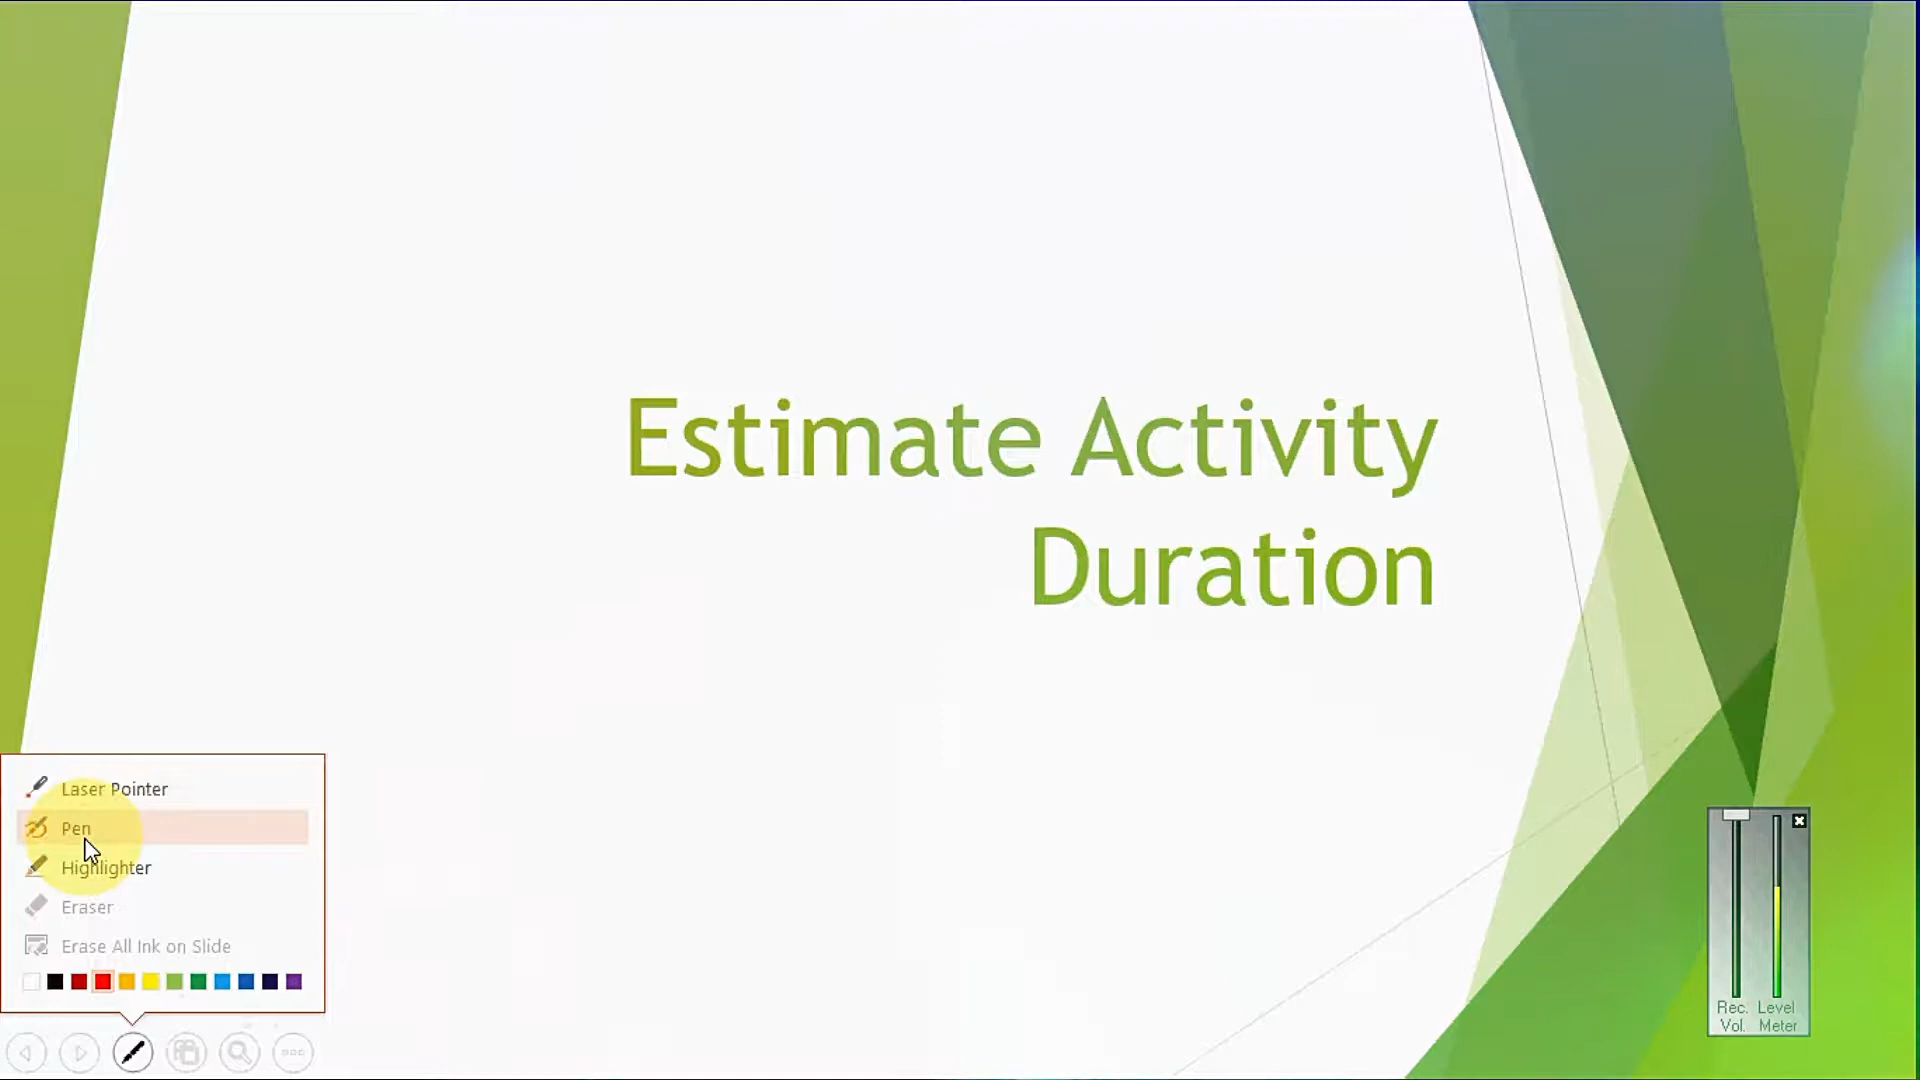 Estimate Activity
Duration
Laser Pointer
Pen
Highlighter
Eraser
Erase All Ink on Slide
Rec. Level
Vol. Meter